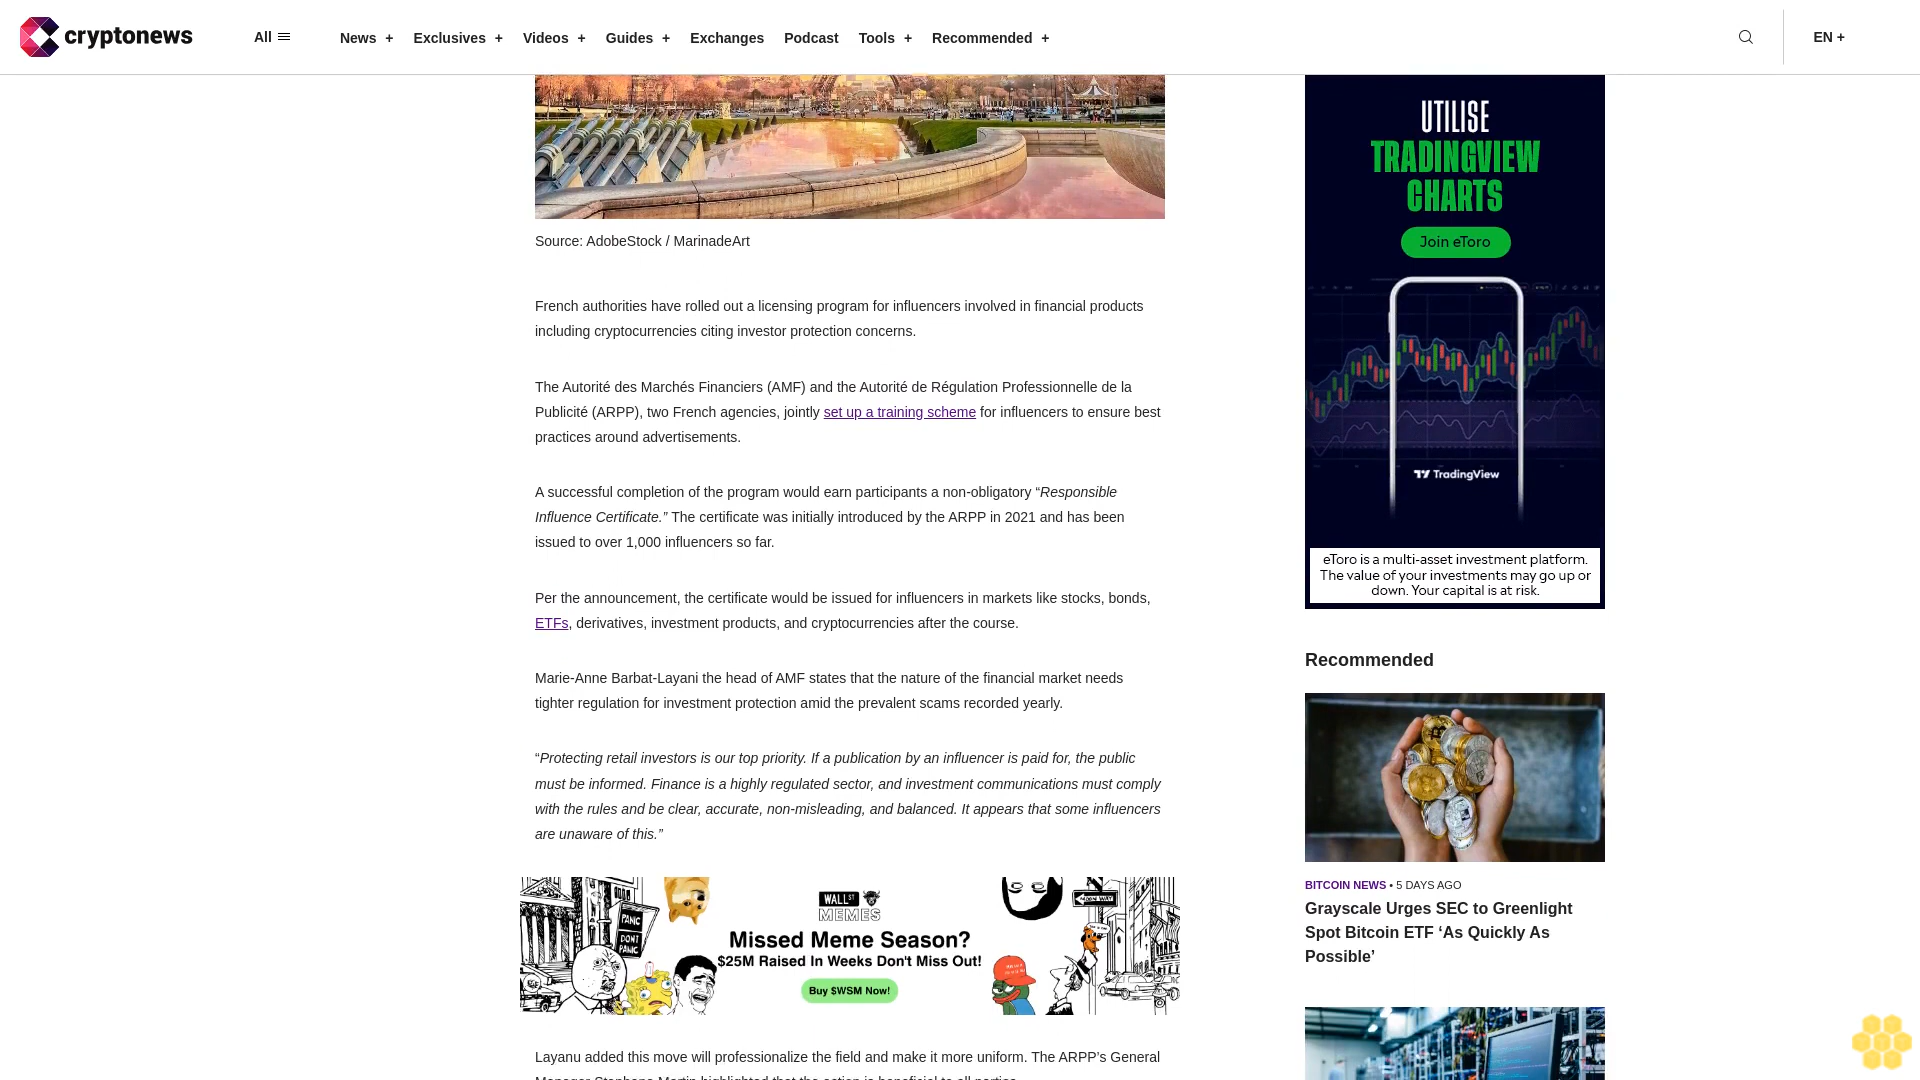 cryptonews
All
News +
Exclusives +
Videos +
Guides +
Exchanges
Podcast
Tools +
Recommended +
EN +
Source: AdobeStock / MarinadeArt
French authorities have rolled out a licensing program for influencers involved in financial products
including cryptocurrencies citing investor protection concerns.
The Autorité des Marchés Financiers (AMF) and the Autorité de Régulation Professionnelle de la
Publicité (ARPP), two French agencies, jointly set up a training scheme for influencers to ensure best
practices around advertisements.
A successful completion of the program would earn participants a non-obligatory “Responsible
Influence Certificate.” The certificate was initially introduced by the ARPP in 2021 and has been
issued to over 1,000 influencers so far.
Per the announcement, the certificate would be issued for influencers in markets like stocks, bonds,
ETFs, derivatives, investment products, and cryptocurrencies after the course.
Marie-Anne Barbat-Layani the head of AMF states that the nature of the financial market needs
tighter regulation for investment protection amid the prevalent scams recorded yearly.
“Protecting retail investors is our top priority. If a publication by an influencer is paid for, the public
must be informed. Finance is a highly regulated sector, and investment communications must comply
with the rules and be clear, accurate, non-misleading, and balanced. It appears that some influencers
are unaware of this.”
PANIC
DONT
PANIC
WALL ST
MEMES
Missed Meme Season?
$25M Raised In Weeks Don't Miss Out!
Buy $WSM Now!
Layanu added this move will professionalize the field and make it more uniform. The ARPP’s General
Manager Stephane Martin highlighted that the action is beneficial to all parties.
UTILISE
TRADINGVIEW
CHARTS
Join eToro
TradingView
eToro is a multi-asset investment platform.
The value of your investments may go up or
down. Your capital is at risk.
Recommended
BITCOIN NEWS • 5 DAYS AGO
Grayscale Urges SEC to Greenlight
Spot Bitcoin ETF ‘As Quickly As
Possible’